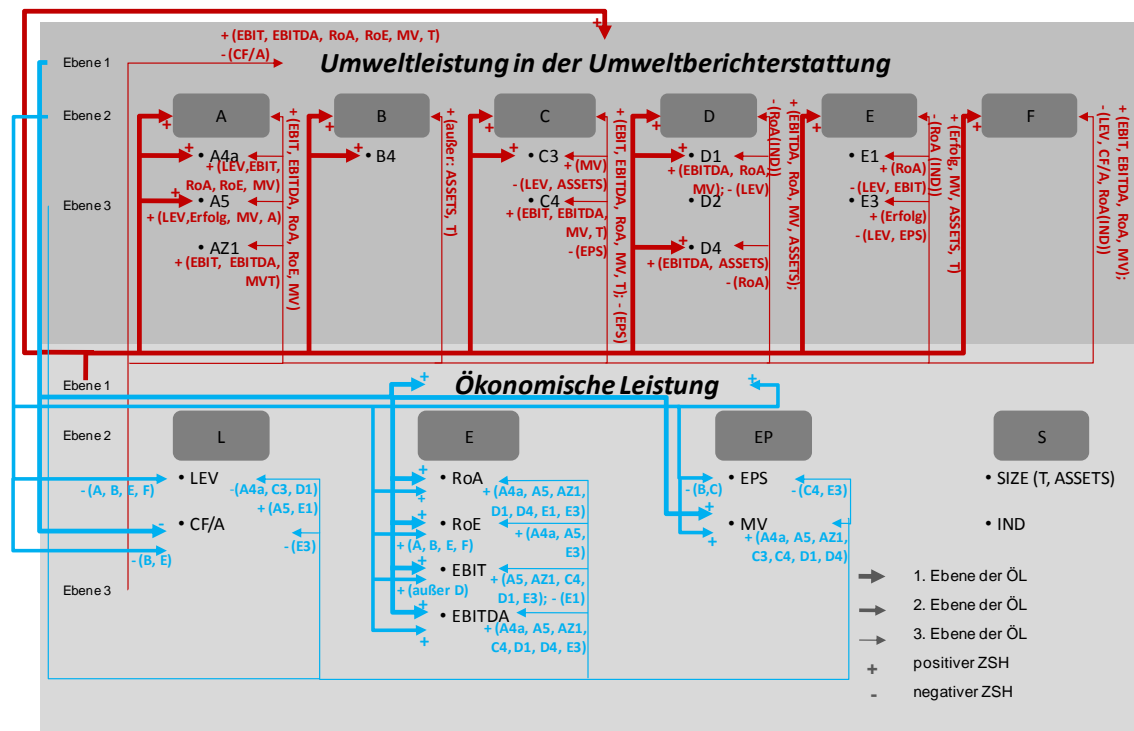 +
+ (EBIT, EBITDA, RoA, RoE, MV, T)
- (CF/A)
Ebene 1
Umweltleistung in der Umweltberichterstattung
Ebene 2
A
B
C
D
E
F
+
+
+
+
+
+
• A4a
+
+ (LEV,EBIT,
RoA, RoE, MV)
• A5
+
+ (LEV,Erfolg, MV, A)
• AZ1
+ (EBIT, EBITDA,
MVT)
+ (EBIT, EBITDA, RoA, RoE, MV)
• B4
+
+ (außer: ASSETS, T)
• C3
+
+ (MV)
- (LEV, ASSETS)
• C4
+ (EBIT, EBITDA,
MV, T)
- (EPS)
+ (EBIT, EBITDA, RoA, MV, T); - (EPS)
• D1
+
+ (EBITDA, RoA;
MV); - (LEV)
• D2
• D4
+
+ (EBITDA, ASSETS)
- (RoA)
- (RoA(IND))
+ (EBITDA, RoA, MV, ASSETS);
• E1
+ (RoA)
- (LEV, EBIT)
• E3
+ (Erfolg)
- (LEV, EPS)
- (RoA (IND))
+ (Erfolg, MV, ASSETS, T)
+ (EBIT, EBITDA, RoA, MV);
- (LEV, CF/A, RoA(IND))
Ebene 3
Ebene 1
+
Ökonomische Leistung
+
Ebene 2
L
E
EP
S
• LEV
- (A, B, E, F)
- (A4a, C3, D1)
+ (A5, E1)
• CF/A
-
- (B, E)
- (E3)
• RoA
+
+
+ (A4a, A5, AZ1,
D1, D4, E1, E3)
• RoE
+
+ (A, B, E, F)
+ (A4a, A5,
E3)
• EBIT
+
+ (außer D)
+ (A5, AZ1, C4,
D1, E3); - (E1)
• EBITDA
+
+
+ (A4a, A5, AZ1,
C4, D1, D4, E3)
• EPS
- (B,C)
- (C4, E3)
• MV
+
+
+ (A4a, A5, AZ1,
C3, C4, D1, D4)
• SIZE (T, ASSETS)
• IND
Ebene 3
1. Ebene der ÖL
2. Ebene der ÖL
3. Ebene der ÖL
+ positiver ZSH
- negativer ZSH